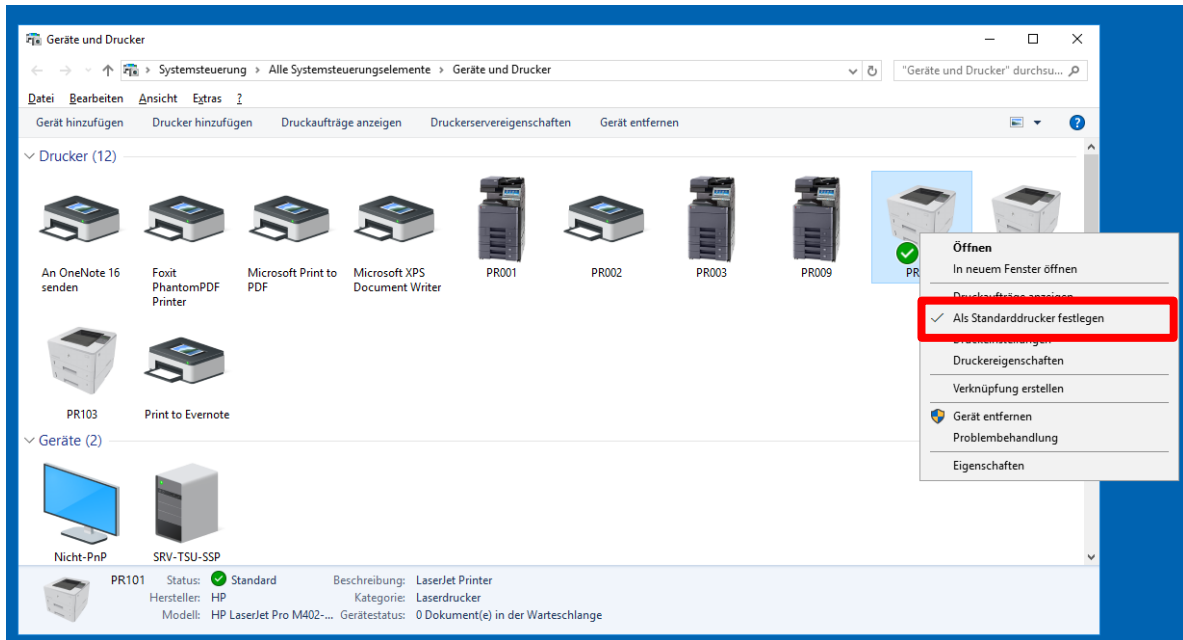 Geräte und Drucker
Systemsteuerung > Alle Systemsteuerungselemente > Geräte und Drucker
"Geräte und Drucker" durchsu...
Datei Bearbeiten Ansicht Extras ?
Gerät hinzufügen Drucker hinzufügen Druckaufträge anzeigen Druckerservereigenschaften Gerät entfernen
Drucker (12)
An OneNote 16
senden
Foxit
PhantomPDF
Printer
Microsoft Print to
PDF
Microsoft XPS
Document Writer
PR001
PR002
PR003
PR009
PR
Öffnen
In neuem Fenster öffnen
Druckaufträge anzeigen
Als Standarddrucker festlegen
Druckeinstellungen
Druckereigenschaften
Verknüpfung erstellen
Gerät entfernen
Problembehandlung
Eigenschaften
PR103
Print to Evernote
Geräte (2)
Nicht-PnP
SRV-TSU-SSP
PR101 Status: Standard Beschreibung: LaserJet Printer
Hersteller: HP Kategorie: Laserdrucker
Modell: HP LaserJet Pro M402-... Gerätestatus: 0 Dokument(e) in der Warteschlange